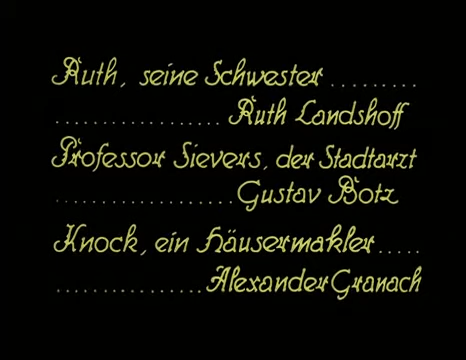 Ruth, seine Schwester .........
.................. Ruth Landshoff
Professor Sievers, der Stadtarzt
................... Gustav Botz
Knock, ein Häusermakler .....
................ Alexander Granach